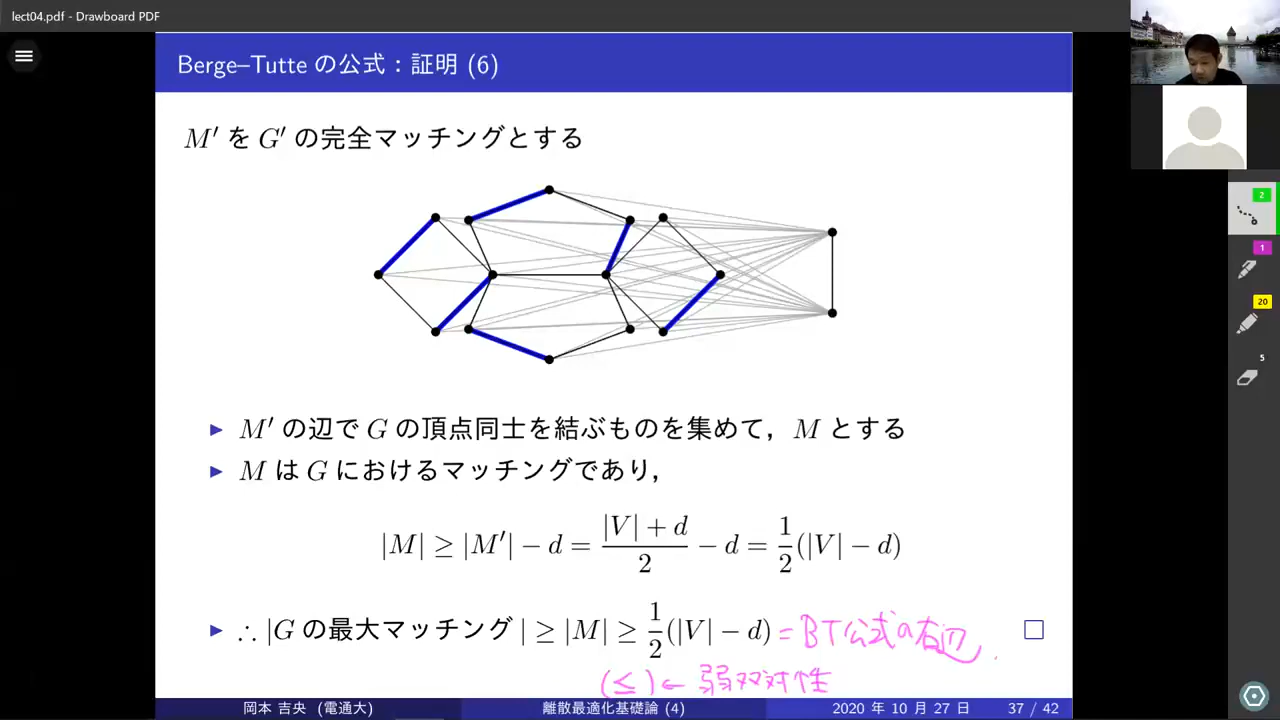 lect04.pdf - Drawboard PDF
Berge–Tutte の公式：証明 (6)
M′ を G′ の完全マッチングとする
▶ M′ の辺で G の頂点同士を結ぶものを集めて，M とする
▶ M は G におけるマッチングであり，
|M| ≥ |M′| − d = (|V| + d)/2 − d = 1/2(|V| − d)
▶ ∴ |G の最大マッチング| ≥ |M| ≥ 1/2(|V| − d) = BT公式の右辺 □
(≤) ← 弱双対性
岡本 吉央 (電通大) 離散最適化基礎論 (4) 2020 年 10 月 27 日 37 / 42
2
1
20
5